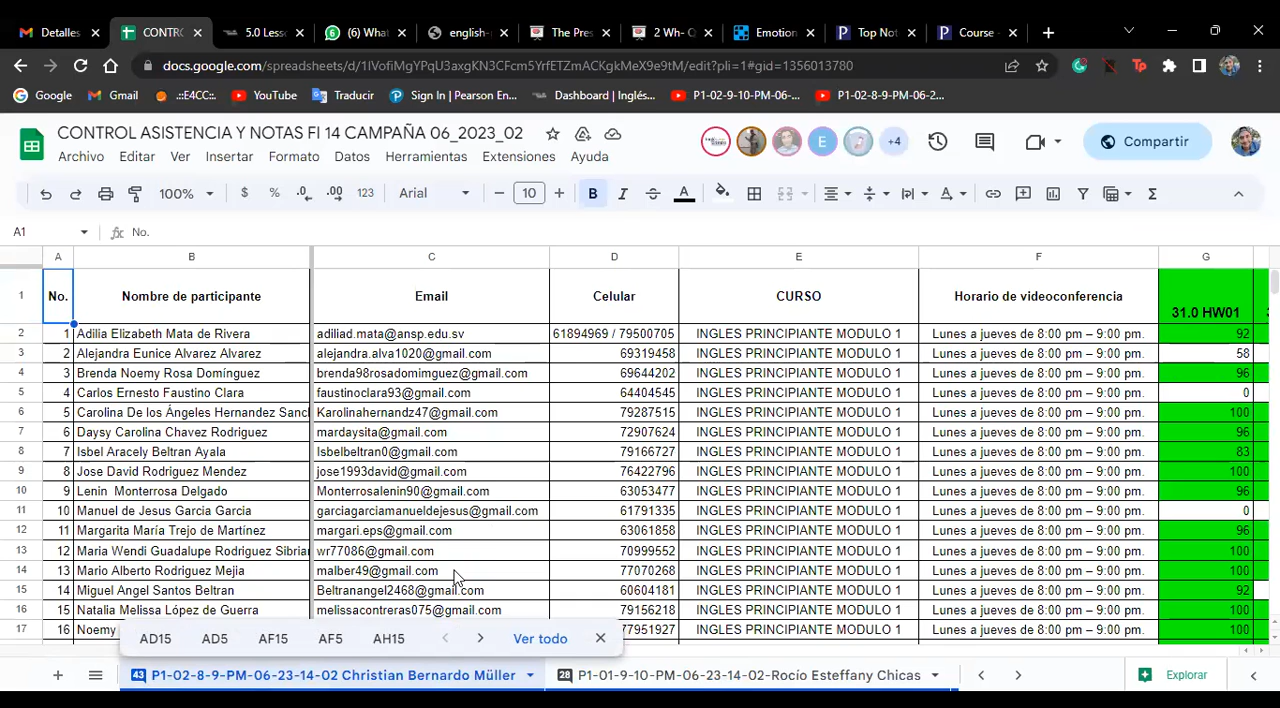 Detalles
CONTRO
5.0 Less
(6) What
english-
The Pres
2 Wh- Q
Emotion
Top Not
Course -
docs.google.com/spreadsheets/d/1IVofiMgYPqU3axgKN3CFcm5YrfETZmACKgkMeX9e9tM/edit?pli=1#gid=1356013780
Google
Gmail
.::E4CC::.
YouTube
Traducir
Sign In | Pearson En...
Dashboard | Inglés...
P1-02-9-10-PM-06-...
P1-02-8-9-PM-06-2...
CONTROL ASISTENCIA Y NOTAS FI 14 CAMPAÑA 06_2023_02
E
+4
Compartir
Archivo Editar Ver Insertar Formato Datos Herramientas Extensiones Ayuda
100% $ % .0 .00 123 Arial 10 B I A A Σ
A1 fx No.
A B C D E F G
1 No. Nombre de participante Email Celular CURSO Horario de videoconferencia 31.0 HW01
2 1 Adilia Elizabeth Mata de Rivera adiliad.mata@ansp.edu.sv 61894969 / 79500705 INGLES PRINCIPIANTE MODULO 1 Lunes a jueves de 8:00 pm – 9:00 pm. 92
3 2 Alejandra Eunice Alvarez Alvarez alejandra.alva1020@gmail.com 69319458 INGLES PRINCIPIANTE MODULO 1 Lunes a jueves de 8:00 pm – 9:00 pm. 58
4 3 Brenda Noemy Rosa Domínguez brenda98rosadomimguez@gmail.com 69644202 INGLES PRINCIPIANTE MODULO 1 Lunes a jueves de 8:00 pm – 9:00 pm. 96
5 4 Carlos Ernesto Faustino Clara faustinoclara93@gmail.com 64404545 INGLES PRINCIPIANTE MODULO 1 Lunes a jueves de 8:00 pm – 9:00 pm. 0
6 5 Carolina De los Ángeles Hernandez Sanc Karolinahernandz47@gmail.com 79287515 INGLES PRINCIPIANTE MODULO 1 Lunes a jueves de 8:00 pm – 9:00 pm. 100
7 6 Daysy Carolina Chavez Rodriguez mardaysita@gmail.com 72907624 INGLES PRINCIPIANTE MODULO 1 Lunes a jueves de 8:00 pm – 9:00 pm. 96
8 7 Isbel Aracely Beltran Ayala Isbelbeltran0@gmail.com 79166727 INGLES PRINCIPIANTE MODULO 1 Lunes a jueves de 8:00 pm – 9:00 pm. 83
9 8 Jose David Rodriguez Mendez jose1993david@gmail.com 76422796 INGLES PRINCIPIANTE MODULO 1 Lunes a jueves de 8:00 pm – 9:00 pm. 100
10 9 Lenin Monterrosa Delgado Monterrosalenin90@gmail.com 63053477 INGLES PRINCIPIANTE MODULO 1 Lunes a jueves de 8:00 pm – 9:00 pm. 96
11 10 Manuel de Jesus Garcia Garcia garciagarciamanueldejesus@gmail.com 61791335 INGLES PRINCIPIANTE MODULO 1 Lunes a jueves de 8:00 pm – 9:00 pm. 0
12 11 Margarita María Trejo de Martínez margari.eps@gmail.com 63061858 INGLES PRINCIPIANTE MODULO 1 Lunes a jueves de 8:00 pm – 9:00 pm. 96
13 12 Maria Wendi Guadalupe Rodriguez Sibrian wr77086@gmail.com 70999552 INGLES PRINCIPIANTE MODULO 1 Lunes a jueves de 8:00 pm – 9:00 pm. 100
14 13 Mario Alberto Rodriguez Mejia malber49@gmail.com 77070268 INGLES PRINCIPIANTE MODULO 1 Lunes a jueves de 8:00 pm – 9:00 pm. 100
15 14 Miguel Angel Santos Beltran Beltranangel2468@gmail.com 60604181 INGLES PRINCIPIANTE MODULO 1 Lunes a jueves de 8:00 pm – 9:00 pm. 92
16 15 Natalia Melissa López de Guerra melissacontreras075@gmail.com 79156218 INGLES PRINCIPIANTE MODULO 1 Lunes a jueves de 8:00 pm – 9:00 pm. 100
17 16 Noemy 77951927 INGLES PRINCIPIANTE MODULO 1 Lunes a jueves de 8:00 pm – 9:00 pm. 100
AD15 AD5 AF15 AF5 AH15 Ver todo
43 P1-02-8-9-PM-06-23-14-02 Christian Bernardo Müller
28 P1-01-9-10-PM-06-23-14-02-Rocío Esteffany Chicas
Explorar